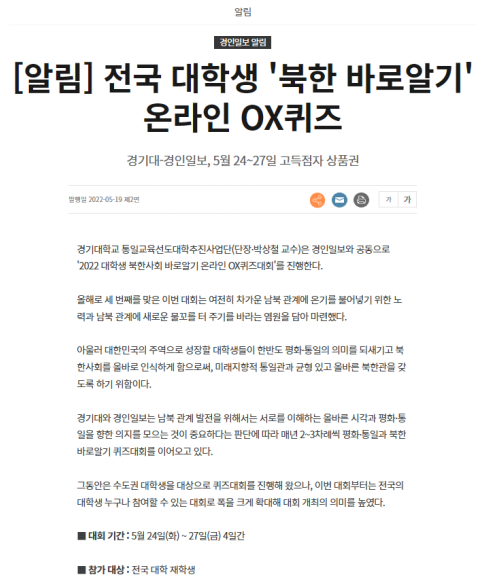 알림
경인일보 알림
[알림] 전국 대학생 '북한 바로알기'
온라인 OX퀴즈
경기대-경인일보, 5월 24~27일 고득점자 상품권
발행일 2022-05-19 제2면
가 가
경기대학교 통일교육선도대학추진사업단(단장·박상철 교수)은 경인일보와 공동으로
'2022 대학생 북한사회 바로알기 온라인 OX퀴즈대회'를 진행한다.
올해로 세 번째를 맞은 이번 대회는 여전히 차가운 남북 관계에 온기를 불어넣기 위한 노
력과 남북 관계에 새로운 물꼬를 터 주기를 바라는 염원을 담아 마련했다.
아울러 대한민국의 주역으로 성장할 대학생들이 한반도 평화·통일의 의미를 되새기고 북
한사회를 올바로 인식하게 함으로써, 미래지향적 통일관과 균형 있고 올바른 북한관을 갖
도록 하기 위함이다.
경기대와 경인일보는 남북 관계 발전을 위해서는 서로를 이해하는 올바른 시각과 평화·통
일을 향한 의지를 모으는 것이 중요하다는 판단에 따라 매년 2~3차례씩 평화·통일과 북한
바로알기 퀴즈대회를 이어오고 있다.
그동안은 수도권 대학생을 대상으로 퀴즈대회를 진행해 왔으나, 이번 대회부터는 전국의
대학생 누구나 참여할 수 있는 대회로 폭을 크게 확대해 대회 개최의 의미를 높였다.
■ 대회 기간 : 5월 24일(화) ~ 27일(금) 4일간
■ 참가 대상 : 전국 대학 재학생